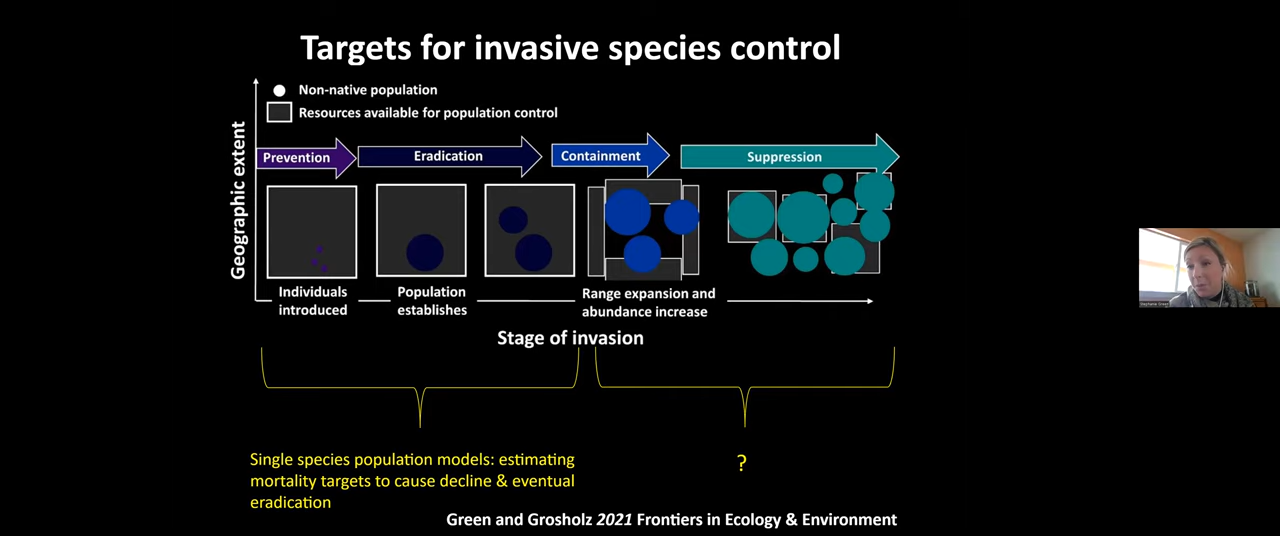 Targets for invasive species control
Non-native population
Resources available for population control
Geographic extent
Prevention
Eradication
Containment
Suppression
Individuals
introduced
Population
establishes
Range expansion and
abundance increase
Stage of invasion
Single species population models: estimating
mortality targets to cause decline & eventual
eradication
?
Green and Grosholz 2021 Frontiers in Ecology & Environment